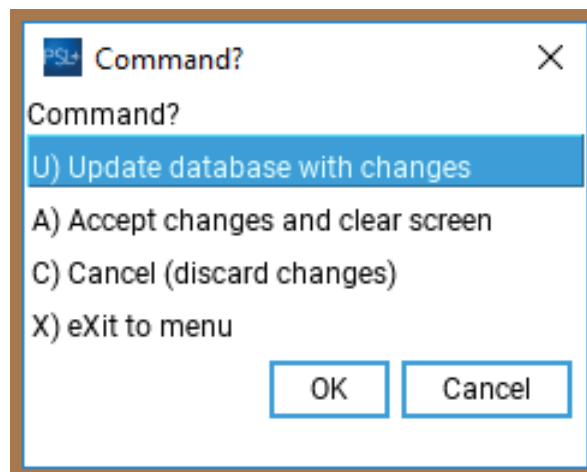 PSL+ Command?
Command?
U) Update database with changes
A) Accept changes and clear screen
C) Cancel (discard changes)
X) eXit to menu
OK Cancel